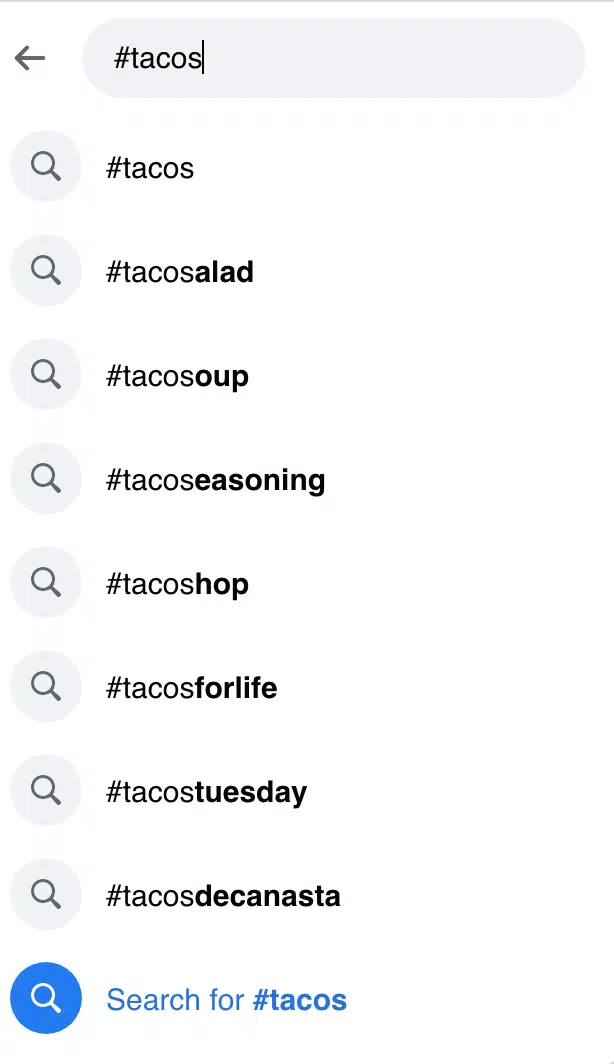 #tacos
#tacos
#tacosalad
#tacosoup
#tacoseasoning
#tacoshop
#tacosforlife
#tacostuesday
#tacosdecanasta
Search for #tacos